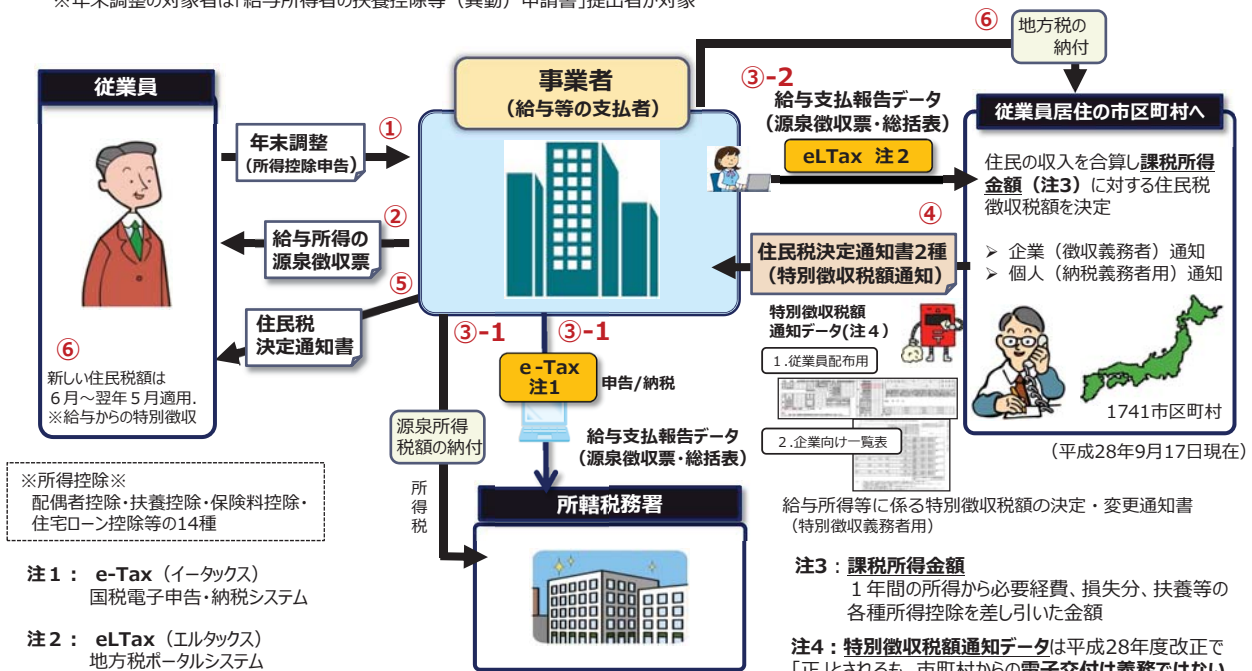 ※年末調整の対象者は「給与所得者の扶養控除等（異動）申請書」提出者が対象
従業員
年末調整
（所得控除申告）
①
②
給与所得の
源泉徴収票
⑤
住民税
決定通知書
⑥
新しい住民税額は
６月～翌年５月適用.
※給与からの特別徴収
事業者
（給与等の支払者）
③-1
③-1
e-Tax
注1
申告/納税
源泉所得
税額の納付
所得税
給与支払報告データ
（源泉徴収票・総括表）
所轄税務署
③-2
給与支払報告データ
（源泉徴収票・総括表）
eLTax 注２
⑥
地方税の
納付
従業員居住の市区町村へ
住民の収入を合算し課税所得
金額（注3）に対する住民税
徴収税額を決定
➢ 企業（徴収義務者）通知
➢ 個人（納税義務者用）通知
④
住民税決定通知書2種
（特別徴収税額通知）
特別徴収税額
通知データ(注４)
１.従業員配布用
２.企業向け一覧表
1741市区町村
（平成28年9月17日現在）
給与所得等に係る特別徴収税額の決定・変更通知書
（特別徴収義務者用）
※所得控除※
配偶者控除・扶養控除・保険料控除・
住宅ローン控除等の14種
注１： e-Tax（イータックス）
国税電子申告・納税システム
注２： eLTax（エルタックス）
地方税ポータルシステム
注3：課税所得金額
１年間の所得から必要経費、損失分、扶養等の
各種所得控除を差し引いた金額
注4：特別徴収税額通知データは平成28年度改正で
「正」とされるも、市町村からの電子交付は義務ではない